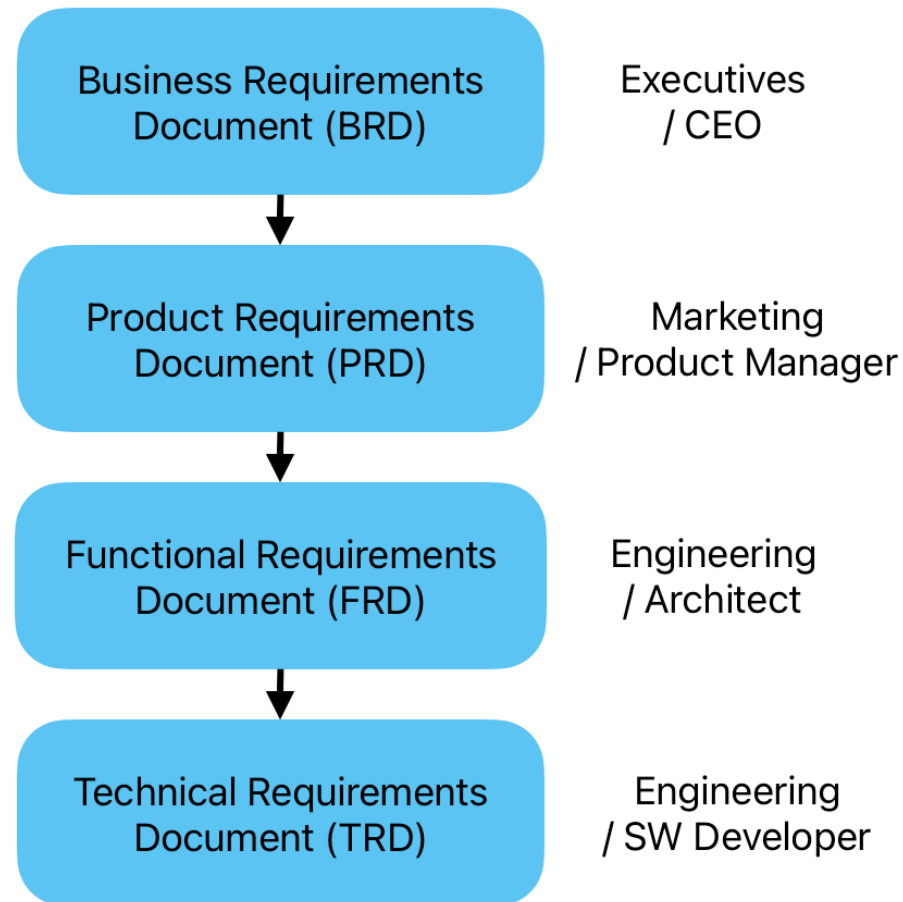 Business Requirements
Document (BRD)
Executives
/ CEO
Product Requirements
Document (PRD)
Marketing
/ Product Manager
Functional Requirements
Document (FRD)
Engineering
/ Architect
Technical Requirements
Document (TRD)
Engineering
/ SW Developer